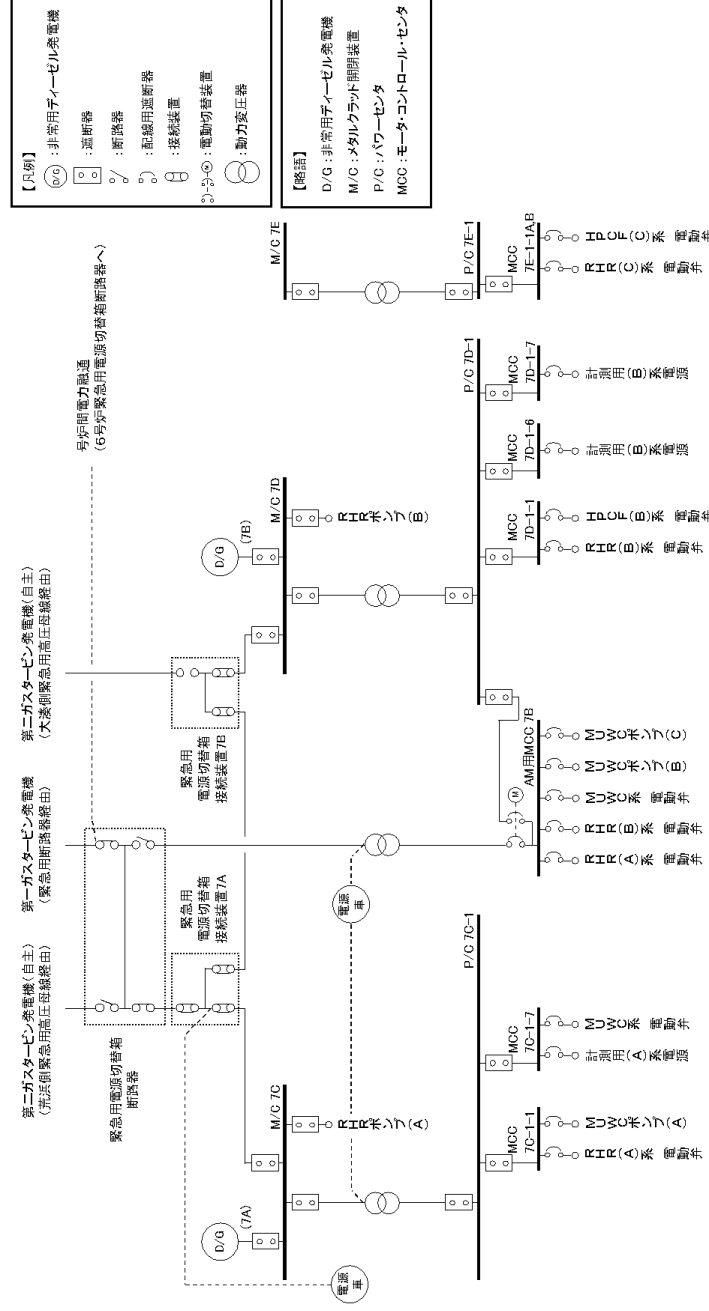 第二ガスタービン発電機(自主)
(荒浜側緊急用高圧母線経由)
第一ガスタービン発電機
(緊急用断路器経由)
第二ガスタービン発電機(自主)
(大湊側緊急用高圧母線経由)
号炉間電力融通
(6号炉緊急用電源切替箱断路器へ)
緊急用電源切替箱
断路器
緊急用
電源切替箱
接続装置7A
緊急用
電源切替箱
接続装置7B
D/G
(7A)
M/C 7C
RHRポンプ(A)
D/G
(7B)
M/C 7D
RHRポンプ(B)
M/C 7E
電源
車
電源
車
P/C 7C-1
MCC
7C-1-1
RHR(A)系 電動弁
MUWCポンプ(A)
MCC
7C-1-7
計測用(A)系電源
MUWC系 電動弁
AM用MCC 7B
M
RHR(A)系 電動弁
RHR(B)系 電動弁
MUWC系 電動弁
MUWCポンプ(B)
MUWCポンプ(C)
P/C 7D-1
MCC
7D-1-1
RHR(B)系 電動弁
HPCF(B)系 電動弁
MCC
7D-1-6
計測用(B)系電源
MCC
7D-1-7
計測用(B)系電源
P/C 7E-1
MCC
7E-1-1A,B
RHR(C)系 電動弁
HPCF(C)系 電動弁
【凡例】
D/G :非常用ディーゼル発電機
:遮断器
:断路器
:配線用遮断器
:接続装置
M :電動切替装置
:動力変圧器
【略語】
D/G :非常用ディーゼル発電機
M/C :メタルクラッド開閉装置
P/C :パワーセンタ
MCC :モータ・コントロール・センタ